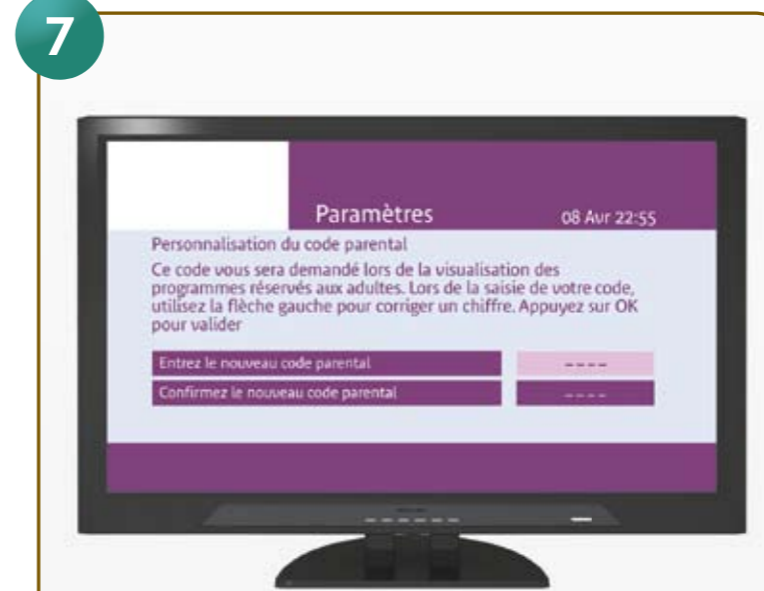 7
Paramètres 08 Avr 22:55
Personnalisation du code parental
Ce code vous sera demandé lors de la visualisation des
programmes réservés aux adultes. Lors de la saisie de votre code,
utilisez la flèche gauche pour corriger un chiffre. Appuyez sur OK
pour valider
Entrez le nouveau code parental ----
Confirmez le nouveau code parental ----